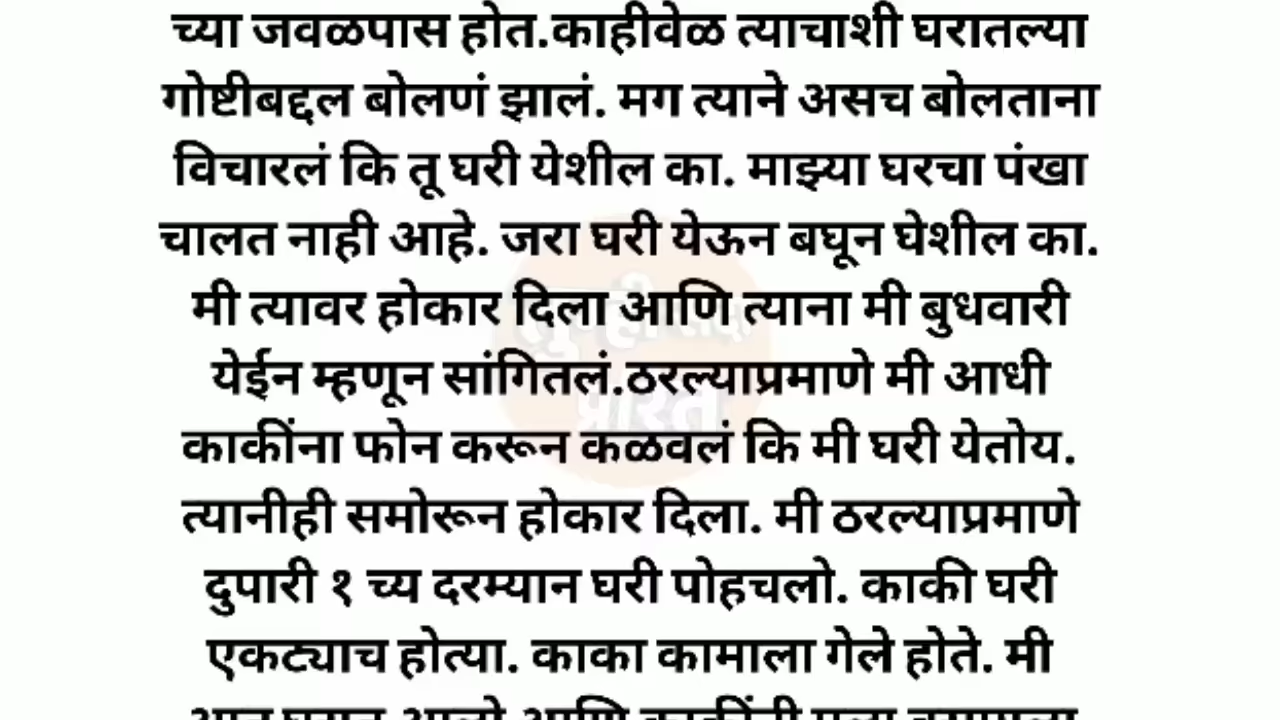 च्या जवळपास होत.काहीवेळ त्याचाशी घरातल्या
गोष्टीबद्दल बोलणं झालं. मग त्याने असच बोलताना
विचारलं कि तू घरी येशील का. माझ्या घरचा पंखा
चालत नाही आहे. जरा घरी येऊन बघून घेशील का.
मी त्यावर होकार दिला आणि त्याना मी बुधवारी
येईन म्हणून सांगितलं.ठरल्याप्रमाणे मी आधी
काकींना फोन करून कळवलं कि मी घरी येतोय.
त्यानीही समोरून होकार दिला. मी ठरल्याप्रमाणे
दुपारी १ च्य दरम्यान घरी पोहचलो. काकी घरी
एकट्याच होत्या. काका कामाला गेले होते. मी